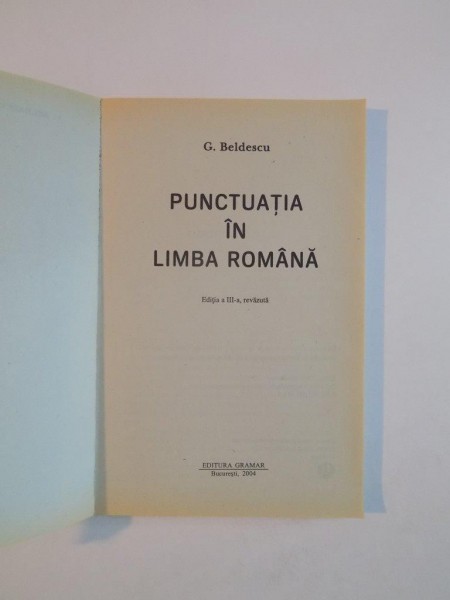 G. Beldescu
PUNCTUAȚIA
ÎN
LIMBA ROMÂNĂ
Ediția a III-a, revăzută
EDITURA GRAMAR
București, 2004